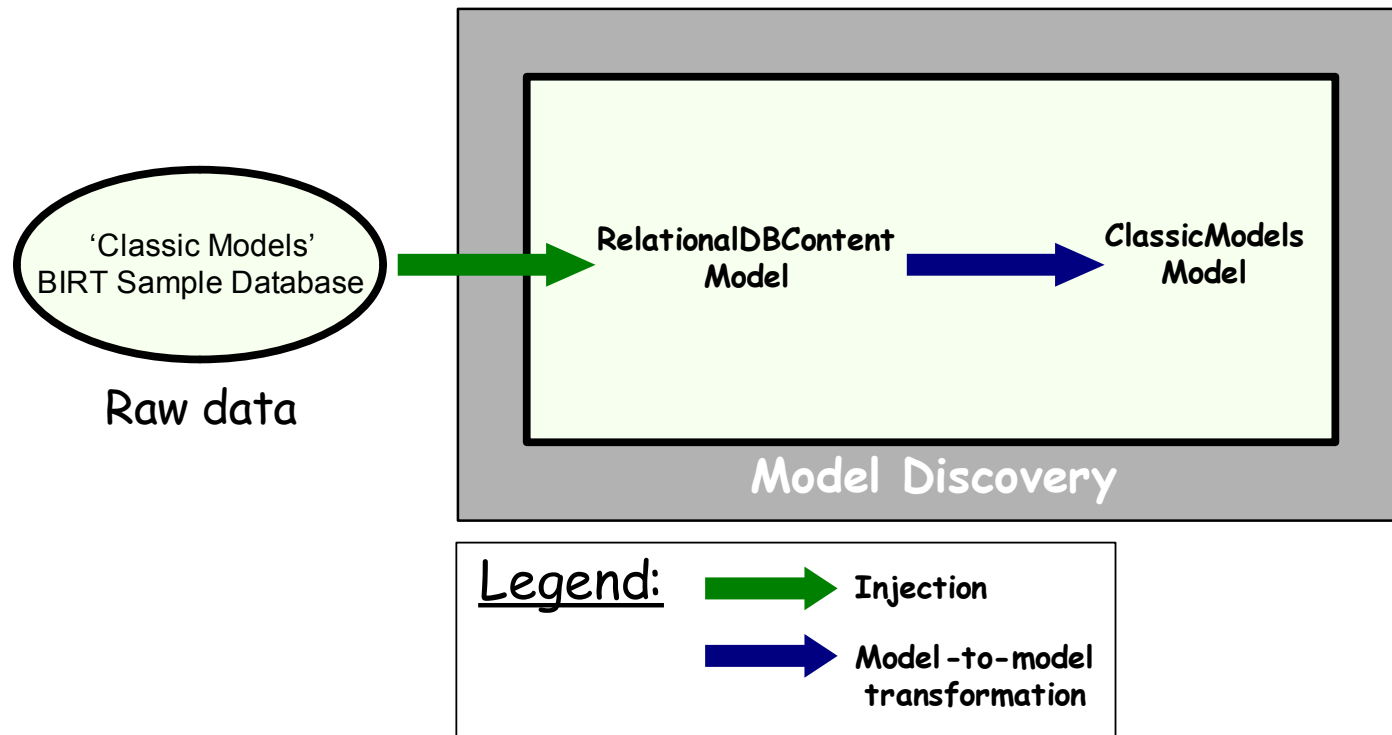 ‘Classic Models’
BIRT Sample Database
Raw data
RelationalDBContent
Model
ClassicModels
Model
Model Discovery
Legend:
Injection
Model-to-model
transformation